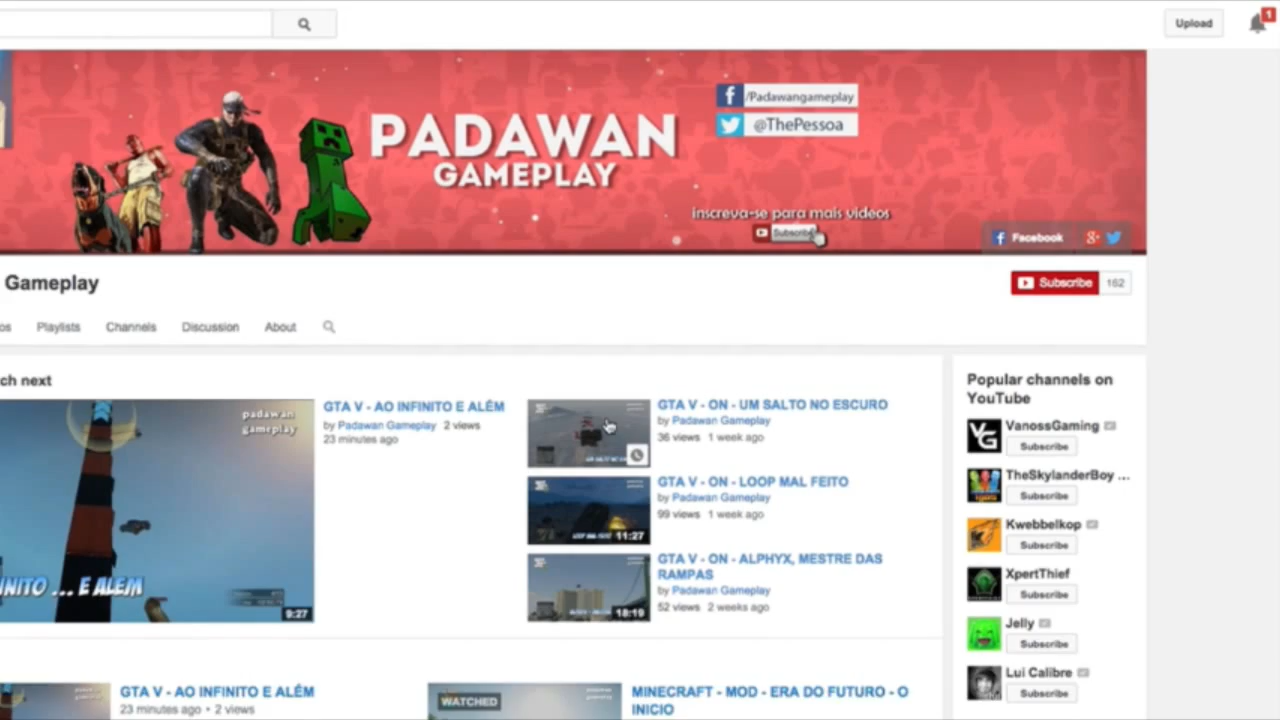 Upload
1
PADAWAN
GAMEPLAY
/Padawangameplay
@ThePessoa
inscreva-se para mais videos
Subscribe
Facebook
Gameplay
Subscribe 162
os Playlists Channels Discussion About
ch next
padawan
gameplay
INITO ... E ALÉM
9:27
GTA V - AO INFINITO E ALÉM
by Padawan Gameplay 2 views
23 minutes ago
GTA V - ON - UM SALTO NO ESCURO
by Padawan Gameplay
36 views 1 week ago
11:27
GTA V - ON - LOOP MAL FEITO
by Padawan Gameplay
99 views 1 week ago
18:19
GTA V - ON - ALPHYX, MESTRE DAS
RAMPAS
by Padawan Gameplay
52 views 2 weeks ago
Popular channels on
YouTube
VanossGaming
Subscribe
TheSkylanderBoy ...
Subscribe
Kwebbelkop
Subscribe
XpertThief
Subscribe
Jelly
Subscribe
Lui Calibre
Subscribe
GTA V - AO INFINITO E ALÉM
23 minutes ago • 2 views
WATCHED
MINECRAFT - MOD - ERA DO FUTURO - O
INICIO